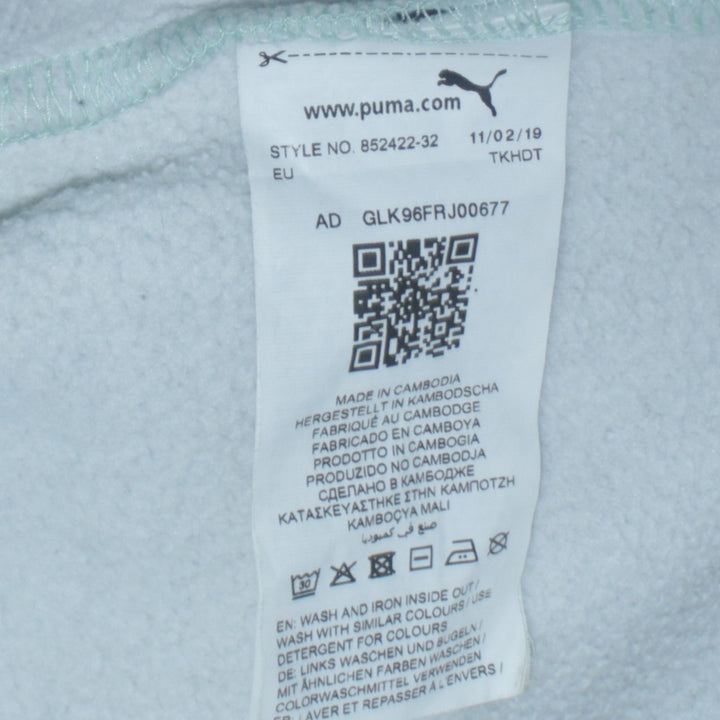 www.puma.com
STYLE NO. 852422-32 11/02/19
EU TKHDT
AD GLK96FRJ00677
MADE IN CAMBODIA
HERGESTELLT IN KAMBODSCHA
FABRIQUÉ AU CAMBODGE
FABRICADO EN CAMBOYA
PRODOTTO IN CAMBOGIA
PRODUZIDO NO CAMBODJA
СДЕЛАНО В КАМБОДЖЕ
ΚΑΤΑΣΚΕΥΑΣΤΗΚΕ ΣΤΗΝ ΚΑΜΠΟΤΖΗ
KAMBOÇYA MALI
صنع في كمبوديا
30
EN: WASH AND IRON INSIDE OUT /
WASH WITH SIMILAR COLOURS / USE
DETERGENT FOR COLOURS
DE: LINKS WASCHEN UND BÜGELN /
MIT ÄHNLICHEN FARBEN WASCHEN /
COLORWASCHMITTEL VERWENDEN
FR: LAVER ET REPASSER À L'ENVERS /